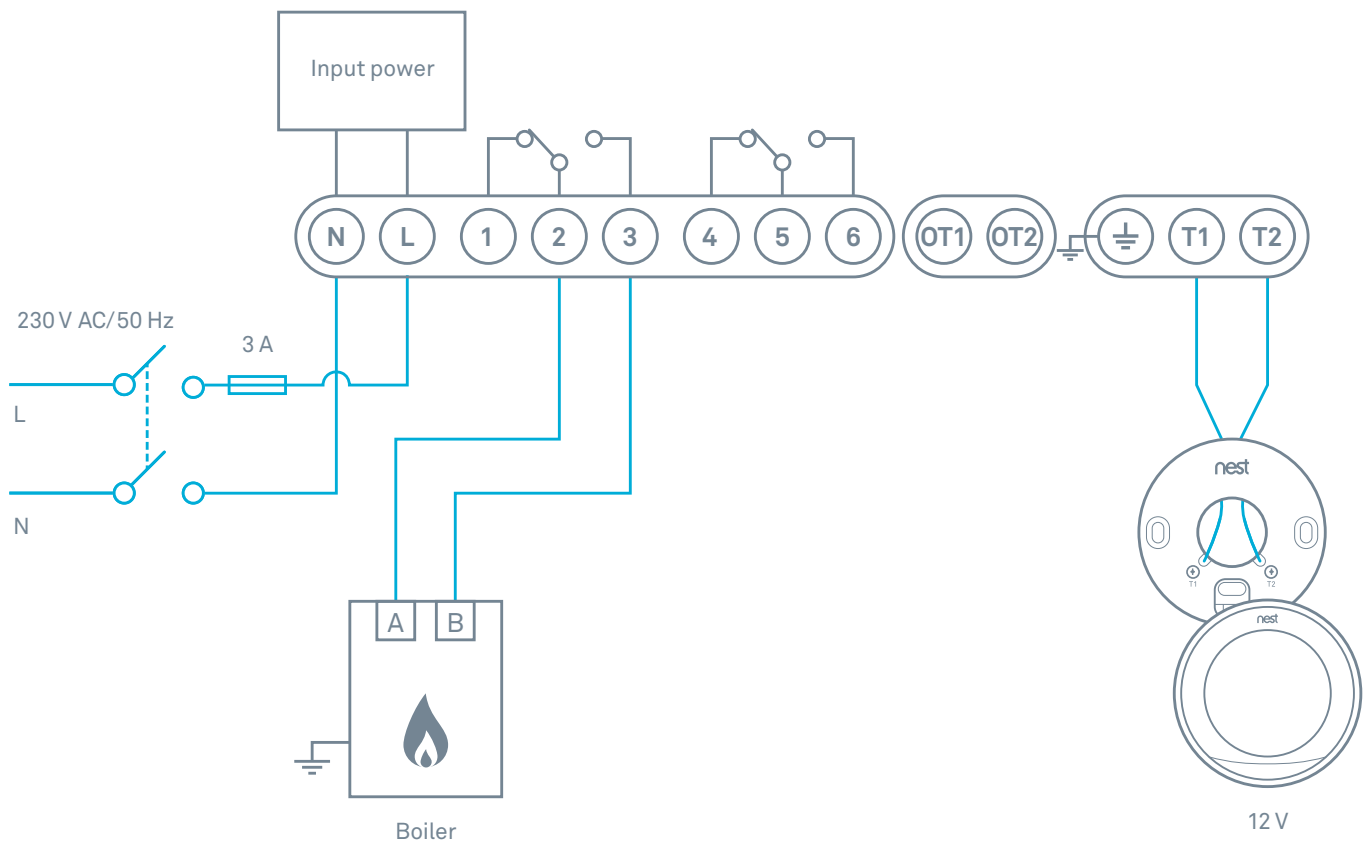 Input power
N L 1 2 3 4 5 6 OT1 OT2 T1 T2
230 V AC/50 Hz
3 A
L
N
nest
T1 T2
nest
A B
Boiler
12 V